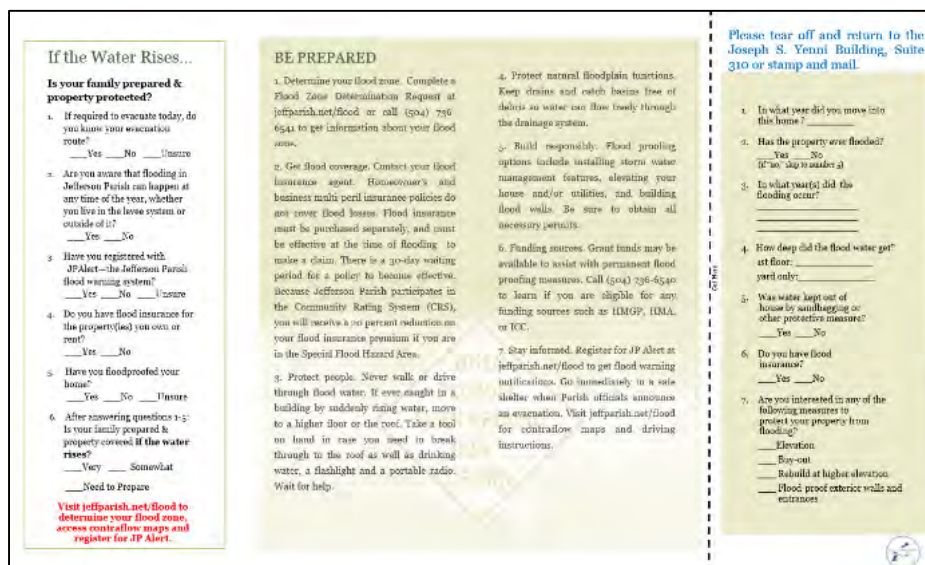 If the Water Rises...
Is your family prepared &
property protected?
1. If required to evacuate today, do
you know your evacuation
route?
___Yes ___No ___Unsure
2. Are you aware that flooding in
Jefferson Parish can happen at
any time of the year, whether
you live in the levee system or
outside of it?
___Yes ___No
3. Have you registered with
JPAlert—the Jefferson Parish
flood warning system?
___Yes ___No ___Unsure
4. Do you have flood insurance for
the property(ies) you own or
rent?
___Yes ___No
5. Have you floodproofed your
home?
___Yes ___No ___Unsure
6. After answering questions 1-5:
Is your family prepared &
property covered if the water
rises?
___Very ___ Somewhat
___Need to Prepare
Visit jeffparish.net/flood to
determine your flood zone,
access contraflow maps and
register for JP Alert.
BE PREPARED
1. Determine your flood zone. Complete a
Flood Zone Determination Request at
jeffparish.net/flood or call (504) 736-
6541 to get information about your flood
zone.
2. Get flood coverage. Contact your flood
insurance agent. Homeowner's and
business multi peril insurance policies do
not cover flood losses. Flood insurance
must be purchased separately, and must
be effective at the time of flooding to
make a claim. There is a 30-day waiting
period for a policy to become effective.
Because Jefferson Parish participates in
the Community Rating System (CRS),
you will receive a 20 percent reduction on
your flood insurance premium if you are
in the Special Flood Hazard Area.
3. Protect people. Never walk or drive
through flood water. If ever caught in a
building by suddenly rising water, move
to a higher floor or the roof. Take a tool
on hand in case you need to break
through to the roof as well as drinking
water, a flashlight and a portable radio.
Wait for help.
4. Protect natural floodplain functions.
Keep drains and catch basins free of
debris so water can flow freely through
the drainage system.
5. Build responsibly. Flood proofing
options include installing storm water
management features, elevating your
house and/or utilities, and building
flood walls. Be sure to obtain all
necessary permits.
6. Funding sources. Grant funds may be
available to assist with permanent flood
proofing measures. Call (504) 736-6540
to learn if you are eligible for any
funding sources such as HMGP, HMA,
or ICC.
7. Stay informed. Register for JP Alert at
jeffparish.net/flood to get flood warning
notifications. Go immediately to a safe
shelter when Parish officials announce
an evacuation. Visit jeffparish.net/flood
for contraflow maps and driving
instructions.
Cut Here
Please tear off and return to the
Joseph S. Yenni Building, Suite
310 or stamp and mail.
1. In what year did you move into
this home? ________
2. Has the property ever flooded?
___Yes ___No
(if "no," skip to number 5)
3. In what year(s) did the
flooding occur?
4. How deep did the flood water get?
1st floor: ________
yard only: ________
5. Was water kept out of
house by sandbagging or
other protective measure?
___Yes ___No
6. Do you have flood
insurance?
___Yes ___No
7. Are you interested in any of the
following measures to
protect your property from
flooding?
___Elevation
___Buy-out
___Rebuild at higher elevation
___Flood-proof exterior walls and
entrances